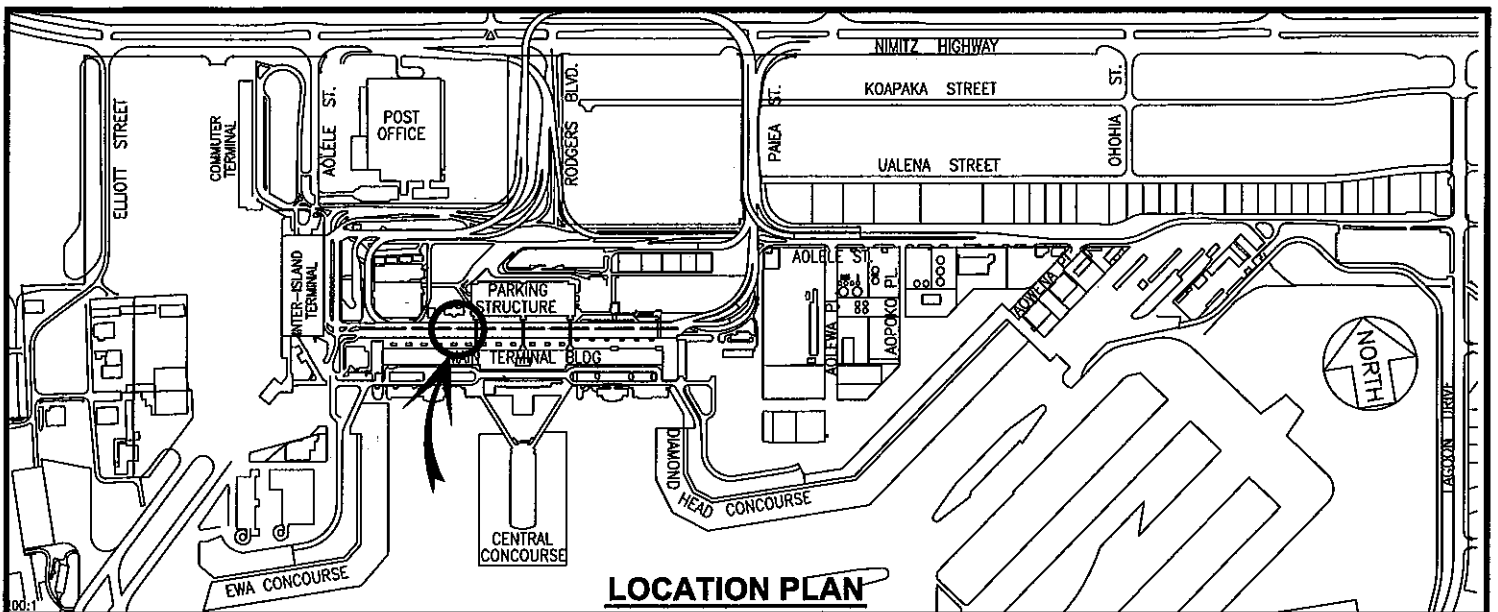 NIMITZ HIGHWAY
KOAPAKA STREET
UALENA STREET
ELLIOTT STREET
COMMUTER
TERMINAL
AOLELE ST.
POST
OFFICE
RODGERS BLVD.
PAIEA ST.
OHOHIA ST.
INTER-ISLAND
TERMINAL
PARKING
STRUCTURE
MAIN TERMINAL BLDG
AOLELE ST.
AOLEWA PL.
AOPOKO PL.
AOWENA PL.
NORTH
LAGOON DRIVE
DIAMOND
HEAD CONCOURSE
CENTRAL
CONCOURSE
EWA CONCOURSE
LOCATION PLAN